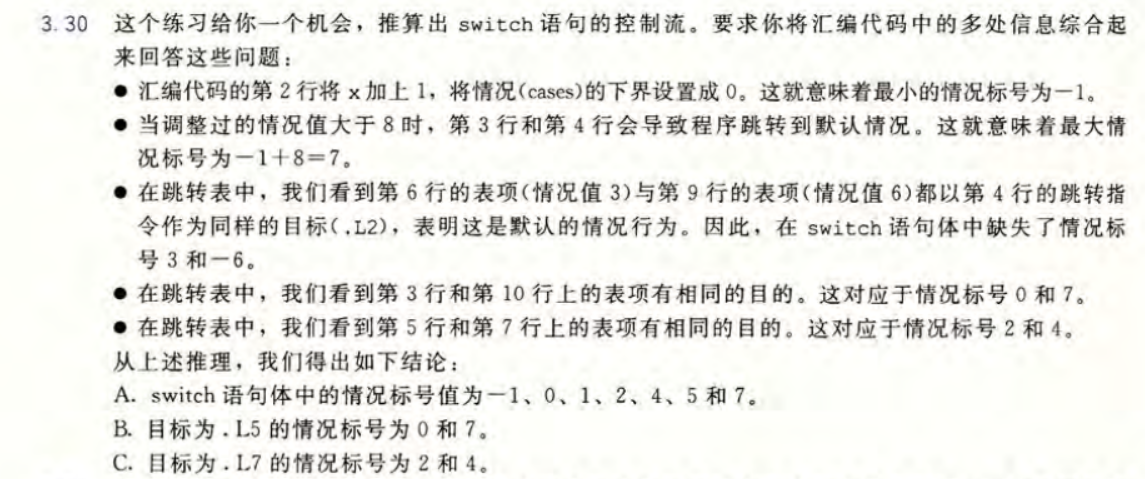 3.30 这个练习给你一个机会，推算出 switch 语句的控制流。要求你将汇编代码中的多处信息综合起
来回答这些问题：
● 汇编代码的第 2 行将 x 加上 1，将情况(cases)的下界设置成 0。这就意味着最小的情况标号为－1。
● 当调整过的情况值大于 8 时，第 3 行和第 4 行会导致程序跳转到默认情况。这就意味着最大情
况标号为－1＋8＝7。
● 在跳转表中，我们看到第 6 行的表项(情况值 3)与第 9 行的表项(情况值 6)都以第 4 行的跳转指
令作为同样的目标(.L2)，表明这是默认的情况行为。因此，在 switch 语句体中缺失了情况标
号 3 和－6。
● 在跳转表中，我们看到第 3 行和第 10 行上的表项有相同的目的。这对应于情况标号 0 和 7。
● 在跳转表中，我们看到第 5 行和第 7 行上的表项有相同的目的。这对应于情况标号 2 和 4。
从上述推理，我们得出如下结论：
A. switch 语句体中的情况标号值为－1、0、1、2、4、5 和 7。
B. 目标为 .L5 的情况标号为 0 和 7。
C. 目标为 .L7 的情况标号为 2 和 4。